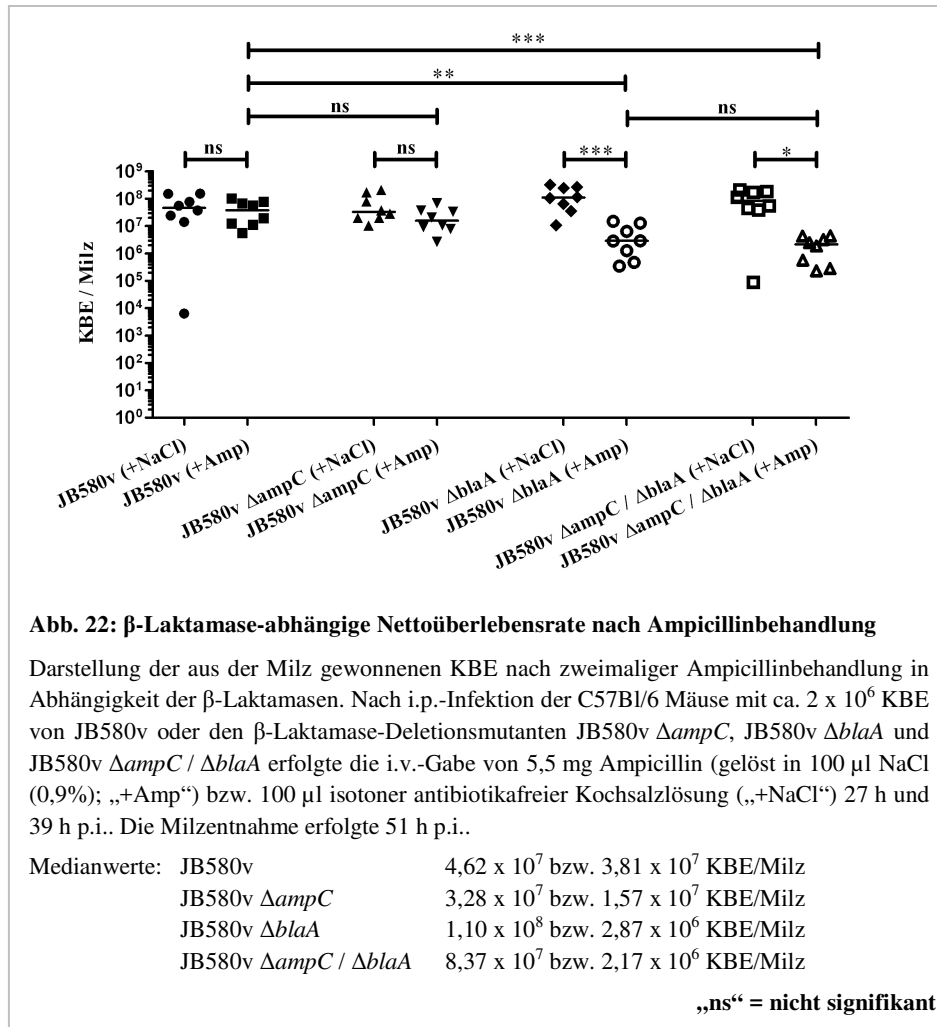 ***
**
ns
ns
ns
ns
***
*
KBE / Milz
10⁹
10⁸
10⁷
10⁶
10⁵
10⁴
10³
10²
10¹
10⁰
JB580v (+NaCl)
JB580v (+Amp)
JB580v ΔampC (+NaCl)
JB580v ΔampC (+Amp)
JB580v ΔblaA (+NaCl)
JB580v ΔblaA (+Amp)
JB580v ΔampC / ΔblaA (+NaCl)
JB580v ΔampC / ΔblaA (+Amp)
Abb. 22: β-Laktamase-abhängige Nettoüberlebensrate nach Ampicillinbehandlung
Darstellung der aus der Milz gewonnenen KBE nach zweimaliger Ampicillinbehandlung in
Abhängigkeit der β-Laktamasen. Nach i.p.-Infektion der C57Bl/6 Mäuse mit ca. 2 x 10⁶ KBE
von JB580v oder den β-Laktamase-Deletionsmutanten JB580v ΔampC, JB580v ΔblaA und
JB580v ΔampC / ΔblaA erfolgte die i.v.-Gabe von 5,5 mg Ampicillin (gelöst in 100 µl NaCl
(0,9%); „+Amp“) bzw. 100 µl isotoner antibiotikafreier Kochsalzlösung („+NaCl“) 27 h und
39 h p.i.. Die Milzentnahme erfolgte 51 h p.i..
Medianwerte: JB580v 4,62 x 10⁷ bzw. 3,81 x 10⁷ KBE/Milz
JB580v ΔampC 3,28 x 10⁷ bzw. 1,57 x 10⁷ KBE/Milz
JB580v ΔblaA 1,10 x 10⁸ bzw. 2,87 x 10⁶ KBE/Milz
JB580v ΔampC / ΔblaA 8,37 x 10⁷ bzw. 2,17 x 10⁶ KBE/Milz
„ns“ = nicht signifikant